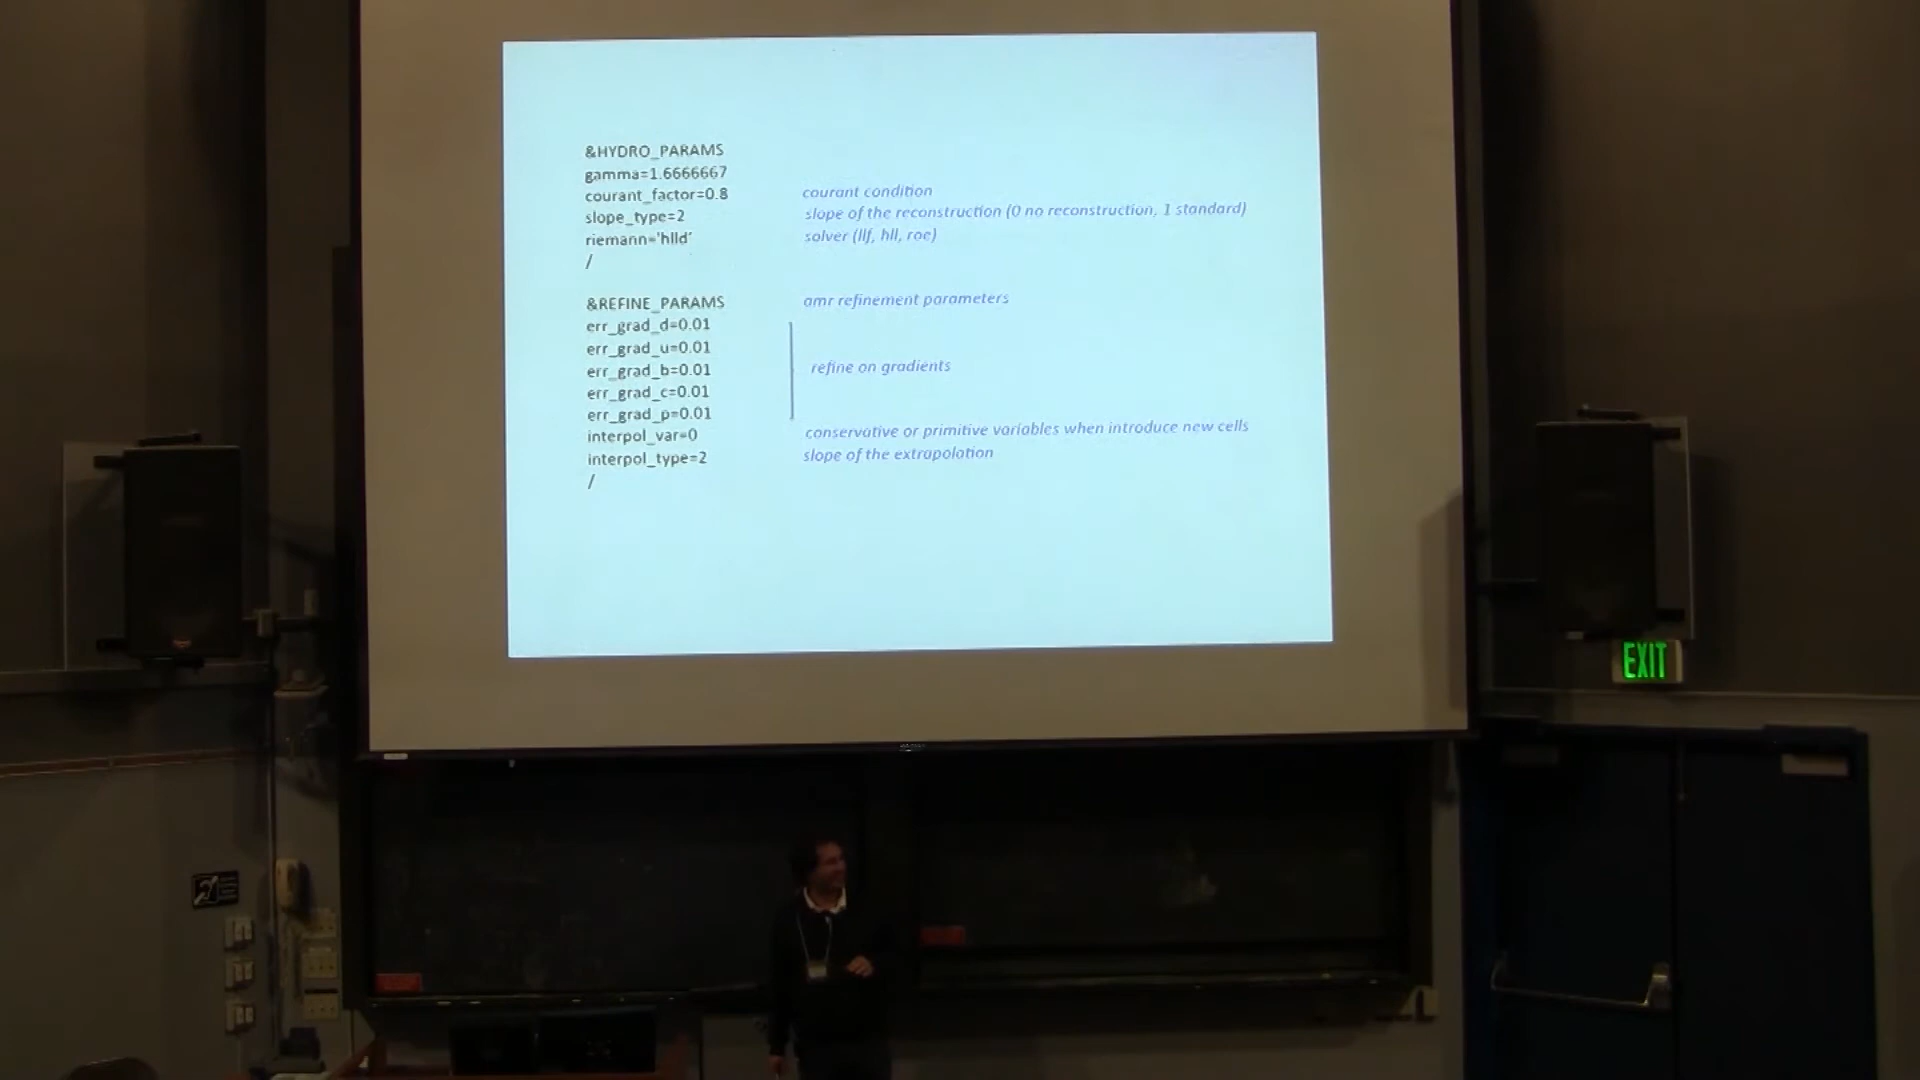 &HYDRO_PARAMS
gamma=1.6666667
courant_factor=0.8 courant condition
slope_type=2 slope of the reconstruction (0 no reconstruction, 1 standard)
riemann='hlld' solver (llf, hll, roe)
/
&REFINE_PARAMS amr refinement parameters
err_grad_d=0.01
err_grad_u=0.01
err_grad_b=0.01 refine on gradients
err_grad_c=0.01
err_grad_p=0.01
interpol_var=0 conservative or primitive variables when introduce new cells
interpol_type=2 slope of the extrapolation
/
EXIT